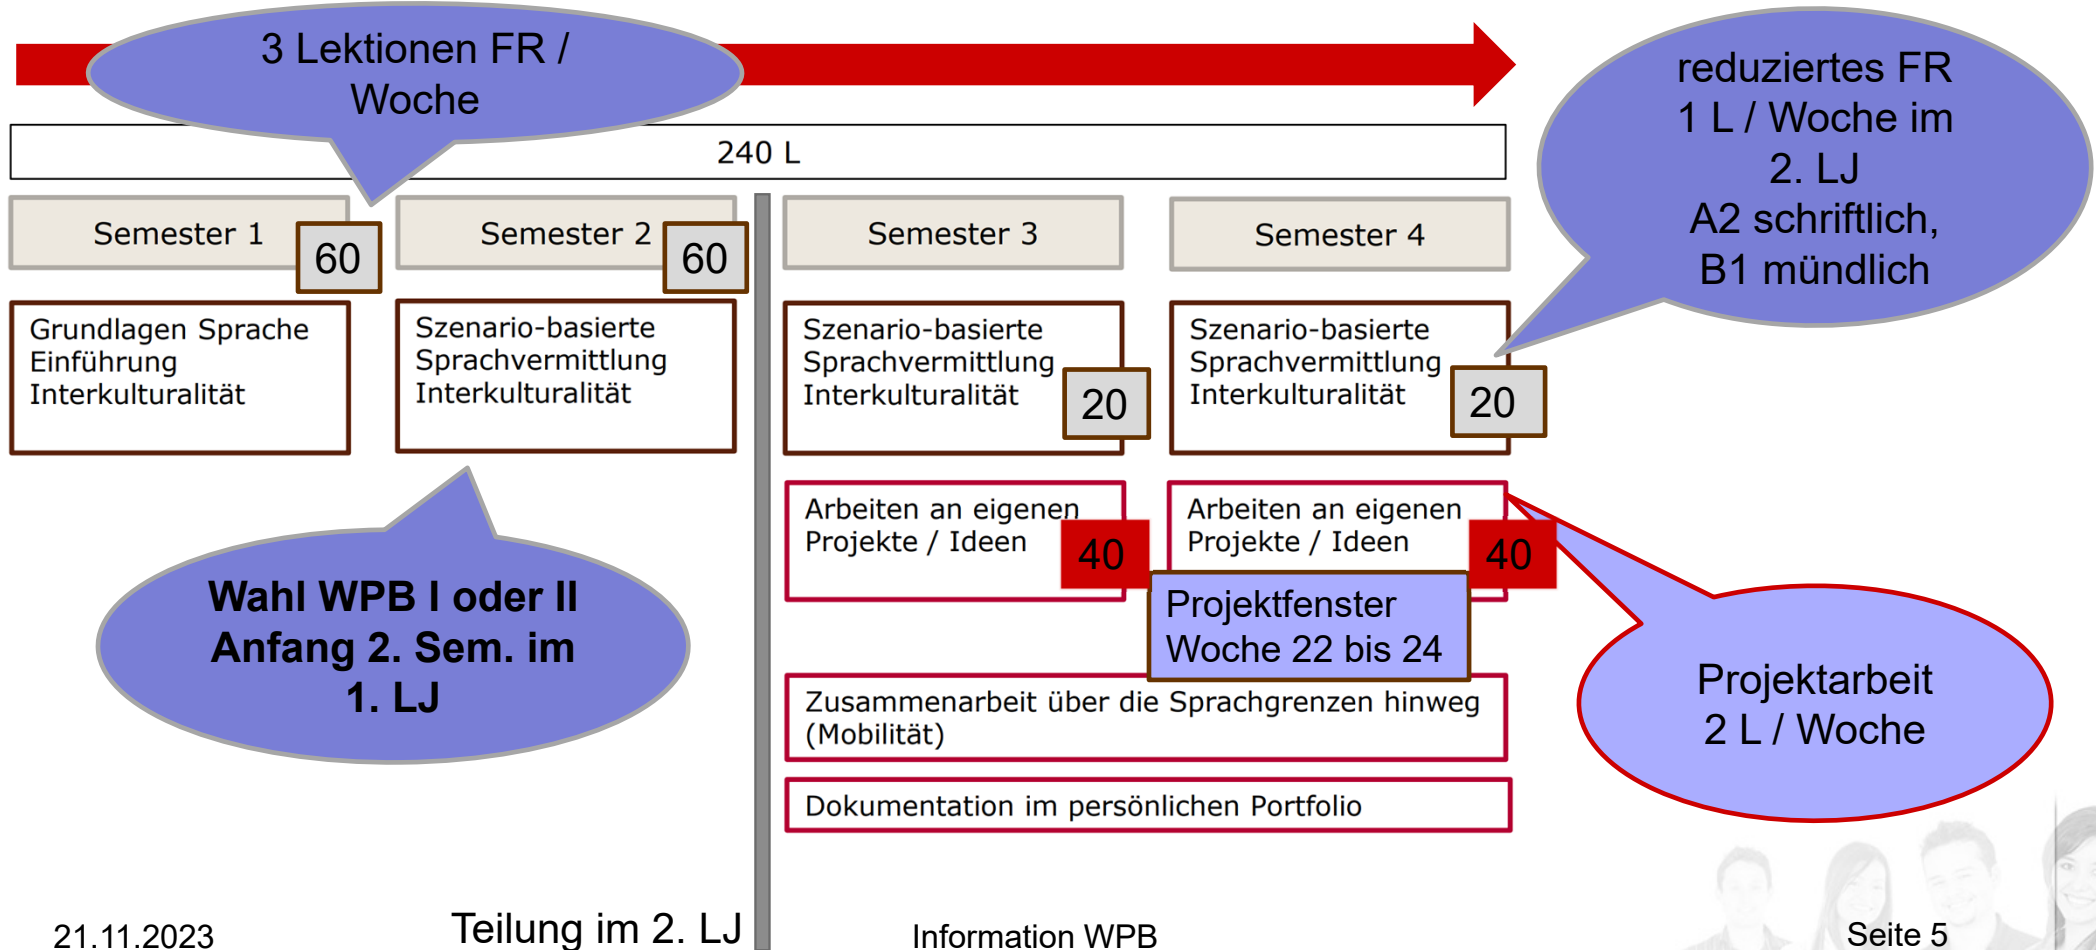 3 Lektionen FR /
Woche
reduziertes FR
1 L / Woche im
2. LJ
A2 schriftlich,
B1 mündlich
240 L
Semester 1
60
Semester 2
60
Semester 3
Semester 4
Grundlagen Sprache
Einführung
Interkulturalität
Szenario-basierte
Sprachvermittlung
Interkulturalität
Szenario-basierte
Sprachvermittlung
Interkulturalität
20
Szenario-basierte
Sprachvermittlung
Interkulturalität
20
Wahl WPB I oder II
Anfang 2. Sem. im
1. LJ
Arbeiten an eigenen
Projekte / Ideen
40
Arbeiten an eigenen
Projekte / Ideen
40
Projektfenster
Woche 22 bis 24
Projektarbeit
2 L / Woche
Zusammenarbeit über die Sprachgrenzen hinweg
(Mobilität)
Dokumentation im persönlichen Portfolio
Teilung im 2. LJ
21.11.2023
Information WPB
Seite 5